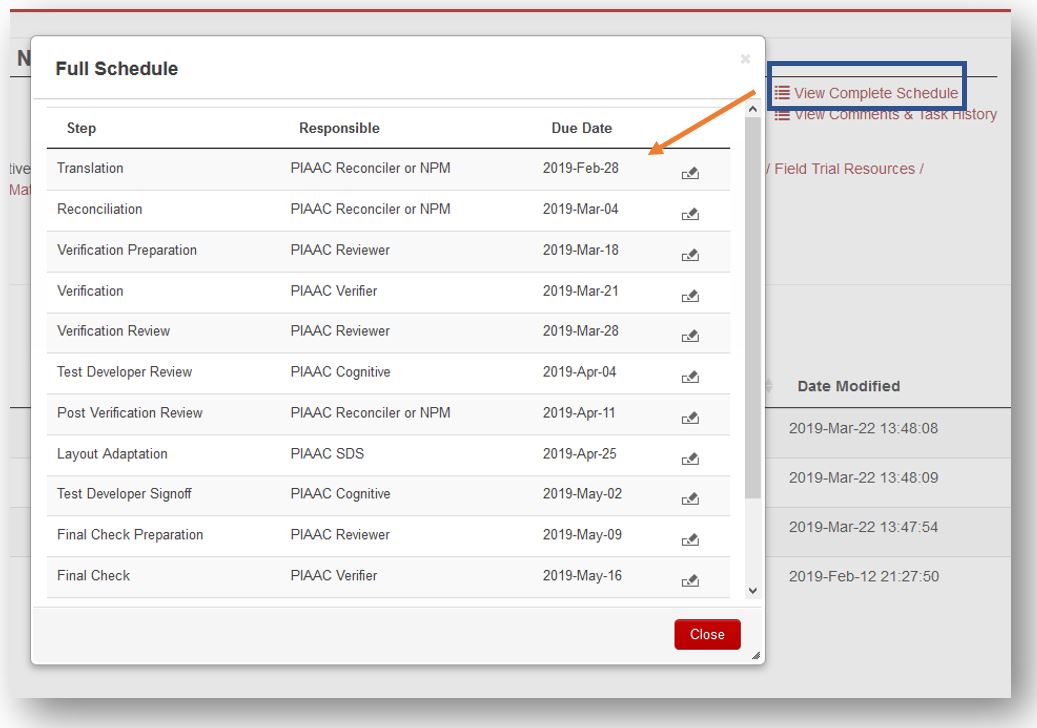 N
Full Schedule
×
View Complete Schedule
View Comments & Task History
Step Responsible Due Date
Translation PIAAC Reconciler or NPM 2019-Feb-28
tive / Field Trial Resources /
Mat
Reconciliation PIAAC Reconciler or NPM 2019-Mar-04
Verification Preparation PIAAC Reviewer 2019-Mar-18
Verification PIAAC Verifier 2019-Mar-21
Verification Review PIAAC Reviewer 2019-Mar-28
Test Developer Review PIAAC Cognitive 2019-Apr-04
Date Modified
Post Verification Review PIAAC Reconciler or NPM 2019-Apr-11
2019-Mar-22 13:48:08
Layout Adaptation PIAAC SDS 2019-Apr-25
2019-Mar-22 13:48:09
Test Developer Signoff PIAAC Cognitive 2019-May-02
2019-Mar-22 13:47:54
Final Check Preparation PIAAC Reviewer 2019-May-09
Final Check PIAAC Verifier 2019-May-16
2019-Feb-12 21:27:50
Close